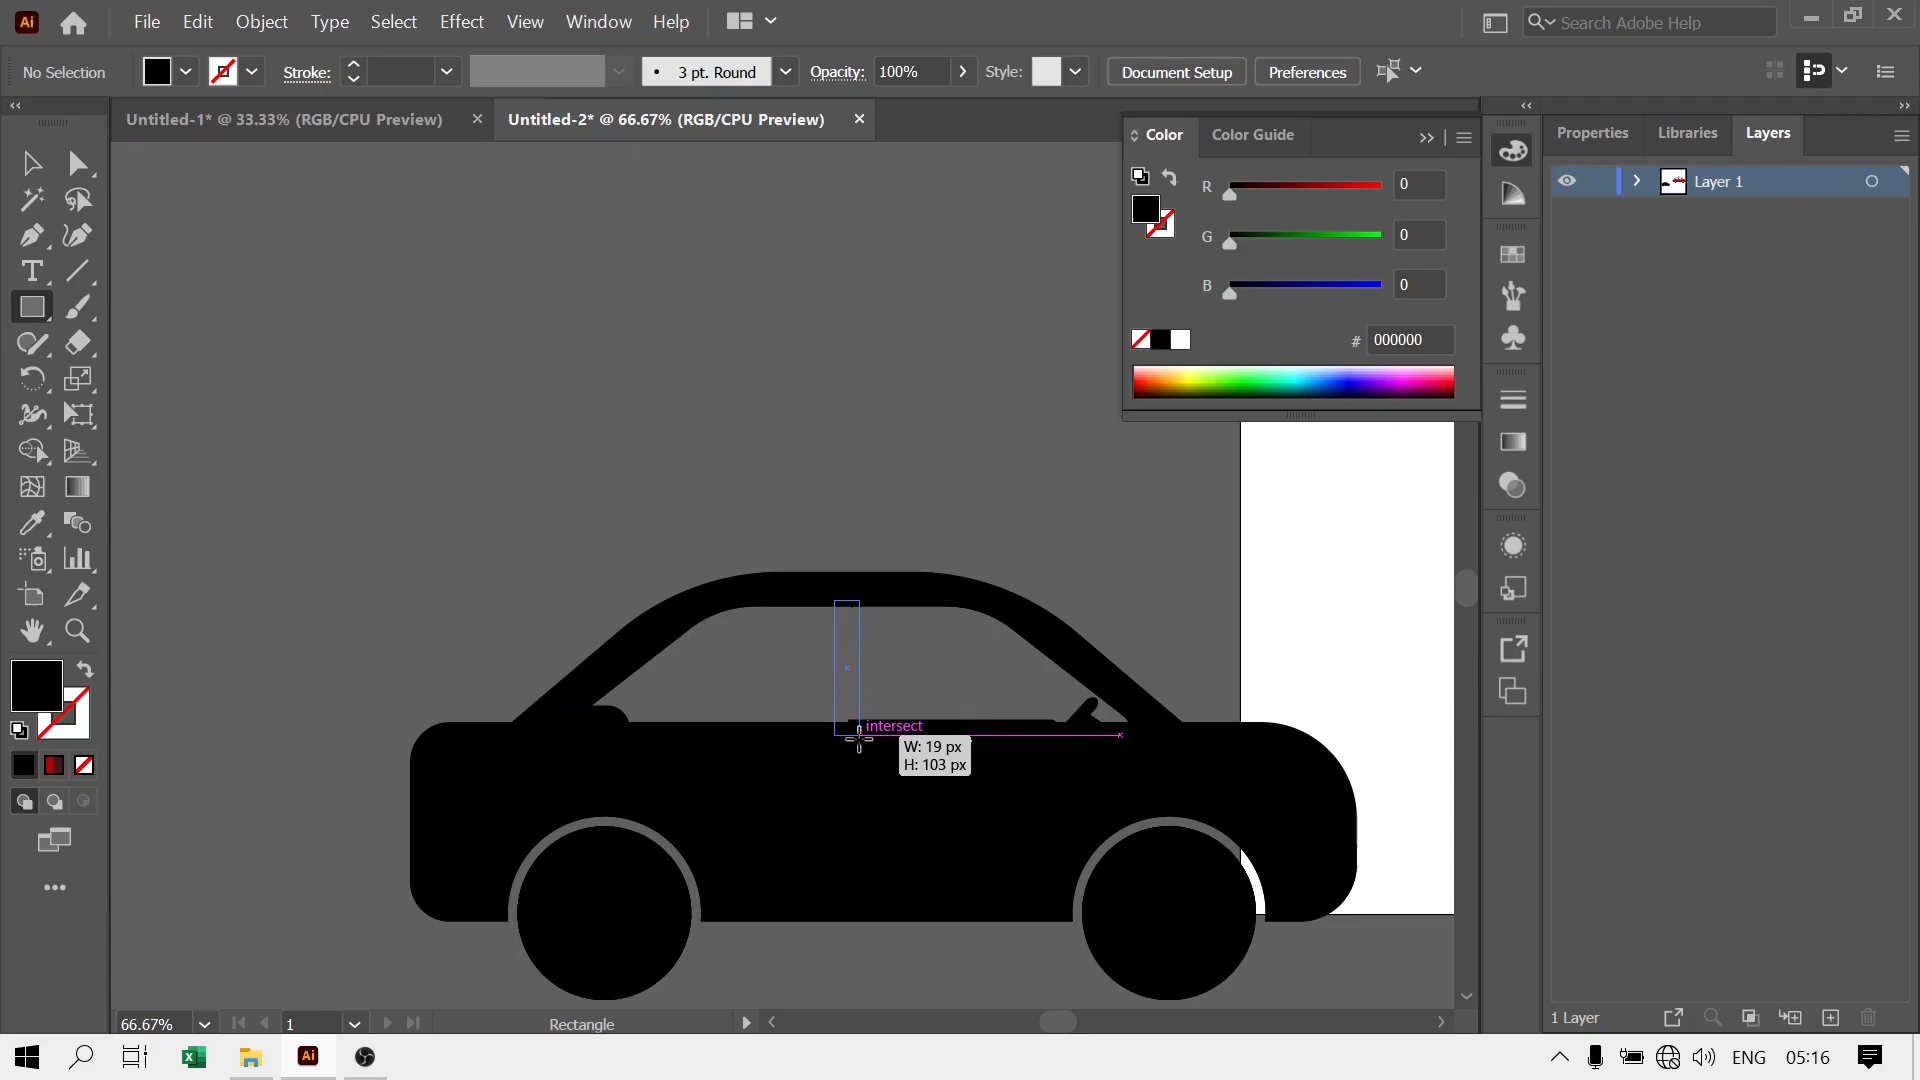 Ai File Edit Object Type Select Effect View Window Help Search Adobe Help
No Selection Stroke: 3 pt. Round Opacity: 100% Style: Document Setup Preferences
Untitled-1* @ 33.33% (RGB/CPU Preview) Untitled-2* @ 66.67% (RGB/CPU Preview)
Color Color Guide
Properties Libraries Layers
R 0
Layer 1
G 0
B 0
# 000000
intersect
W: 19 px
H: 103 px
66.67% 1 Rectangle
1 Layer
Ai ENG 05:16